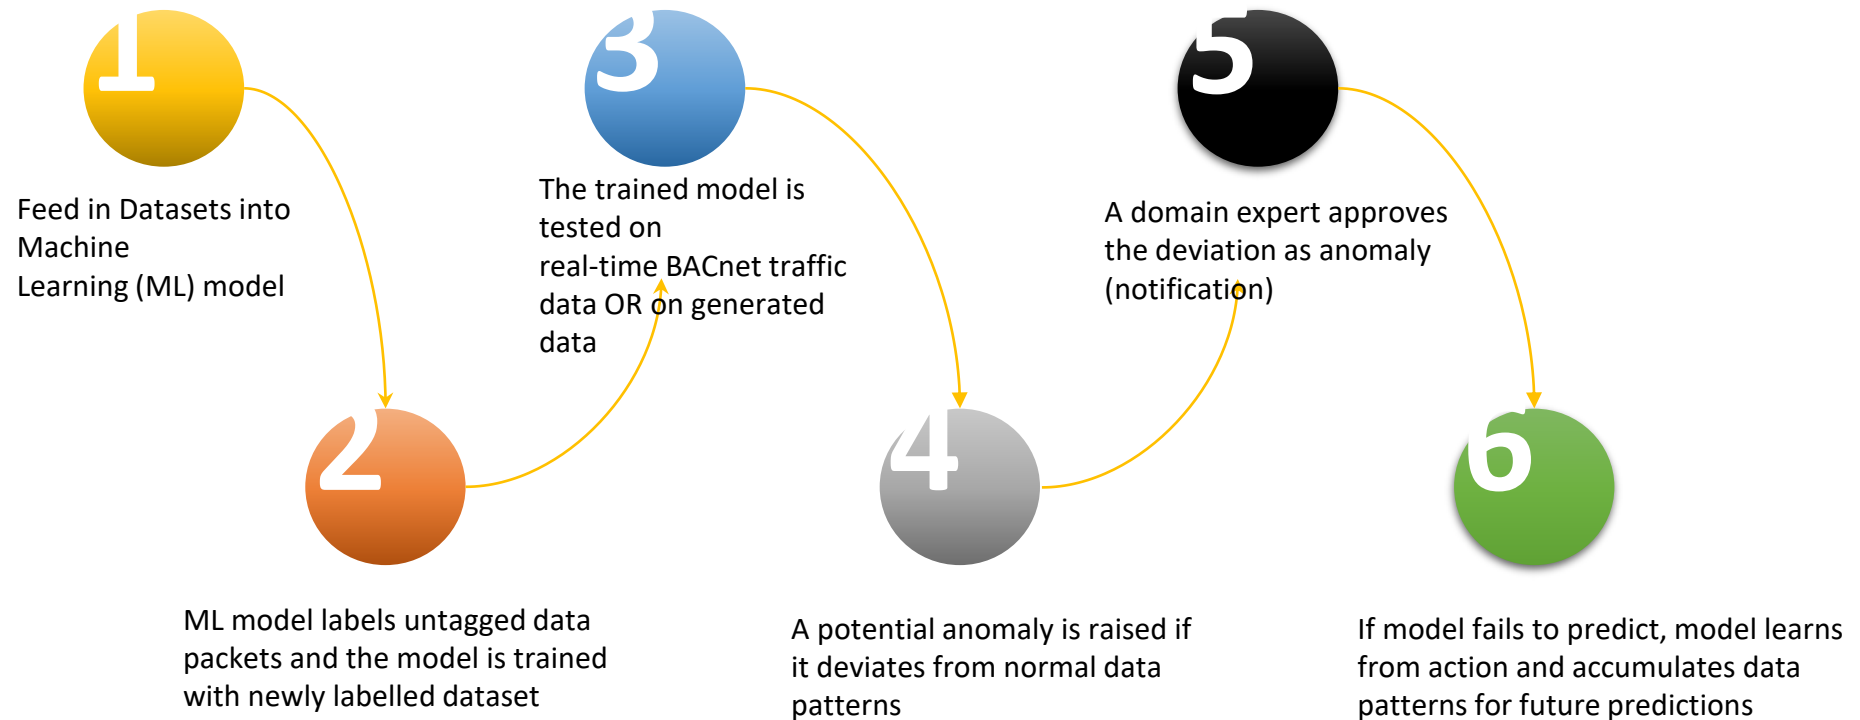 1
Feed in Datasets into
Machine
Learning (ML) model
2
ML model labels untagged data
packets and the model is trained
with newly labelled dataset
3
The trained model is
tested on
real-time BACnet traffic
data OR on generated
data
4
A potential anomaly is raised if
it deviates from normal data
patterns
5
A domain expert approves
the deviation as anomaly
(notification)
6
If model fails to predict, model learns
from action and accumulates data
patterns for future predictions